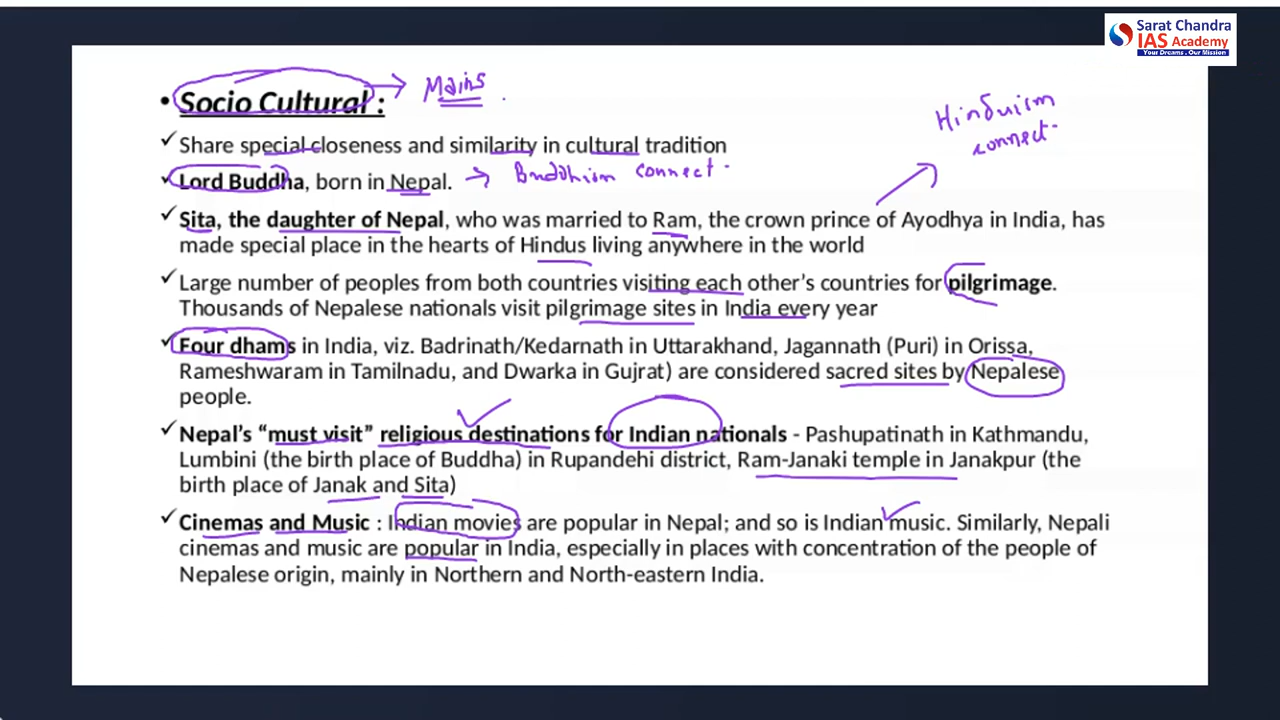 Sarat Chandra
IAS Academy
Your Dreams . Our Mission
• Socio Cultural : → Mains.
Hinduism
connect.
✓ Share special closeness and similarity in cultural tradition
✓ Lord Buddha, born in Nepal. → Buddhism connect.
✓ Sita, the daughter of Nepal, who was married to Ram, the crown prince of Ayodhya in India, has
made special place in the hearts of Hindus living anywhere in the world
✓ Large number of peoples from both countries visiting each other’s countries for pilgrimage.
Thousands of Nepalese nationals visit pilgrimage sites in India every year
✓ Four dhams in India, viz. Badrinath/Kedarnath in Uttarakhand, Jagannath (Puri) in Orissa,
Rameshwaram in Tamilnadu, and Dwarka in Gujrat) are considered sacred sites by Nepalese
people.
✓ Nepal’s “must visit” religious destinations for Indian nationals - Pashupatinath in Kathmandu,
Lumbini (the birth place of Buddha) in Rupandehi district, Ram-Janaki temple in Janakpur (the
birth place of Janak and Sita)
✓ Cinemas and Music : Indian movies are popular in Nepal; and so is Indian music. Similarly, Nepali
cinemas and music are popular in India, especially in places with concentration of the people of
Nepalese origin, mainly in Northern and North-eastern India.